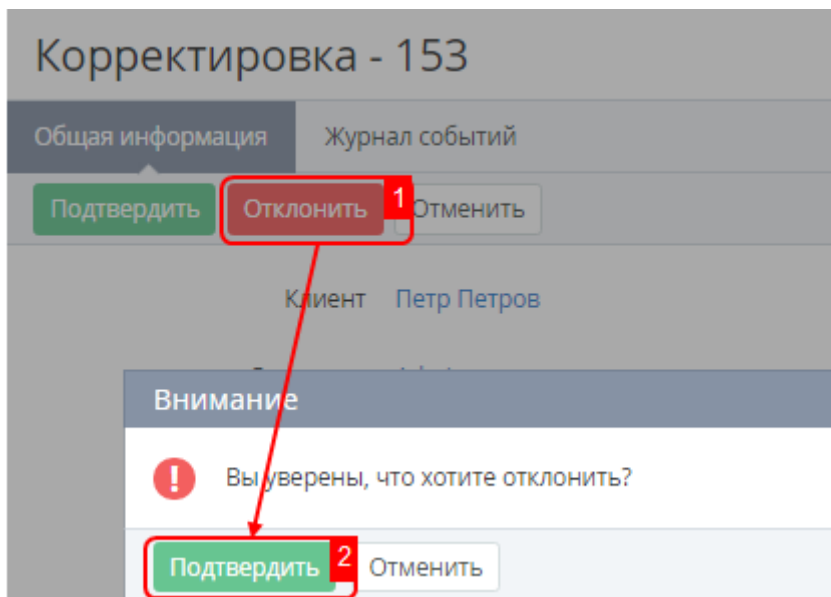 Корректировка - 153
Общая информация Журнал событий
Подтвердить Отклонить 1 Отменить
Клиент Петр Петров
Внимание
! Вы уверены, что хотите отклонить?
Подтвердить 2 Отменить